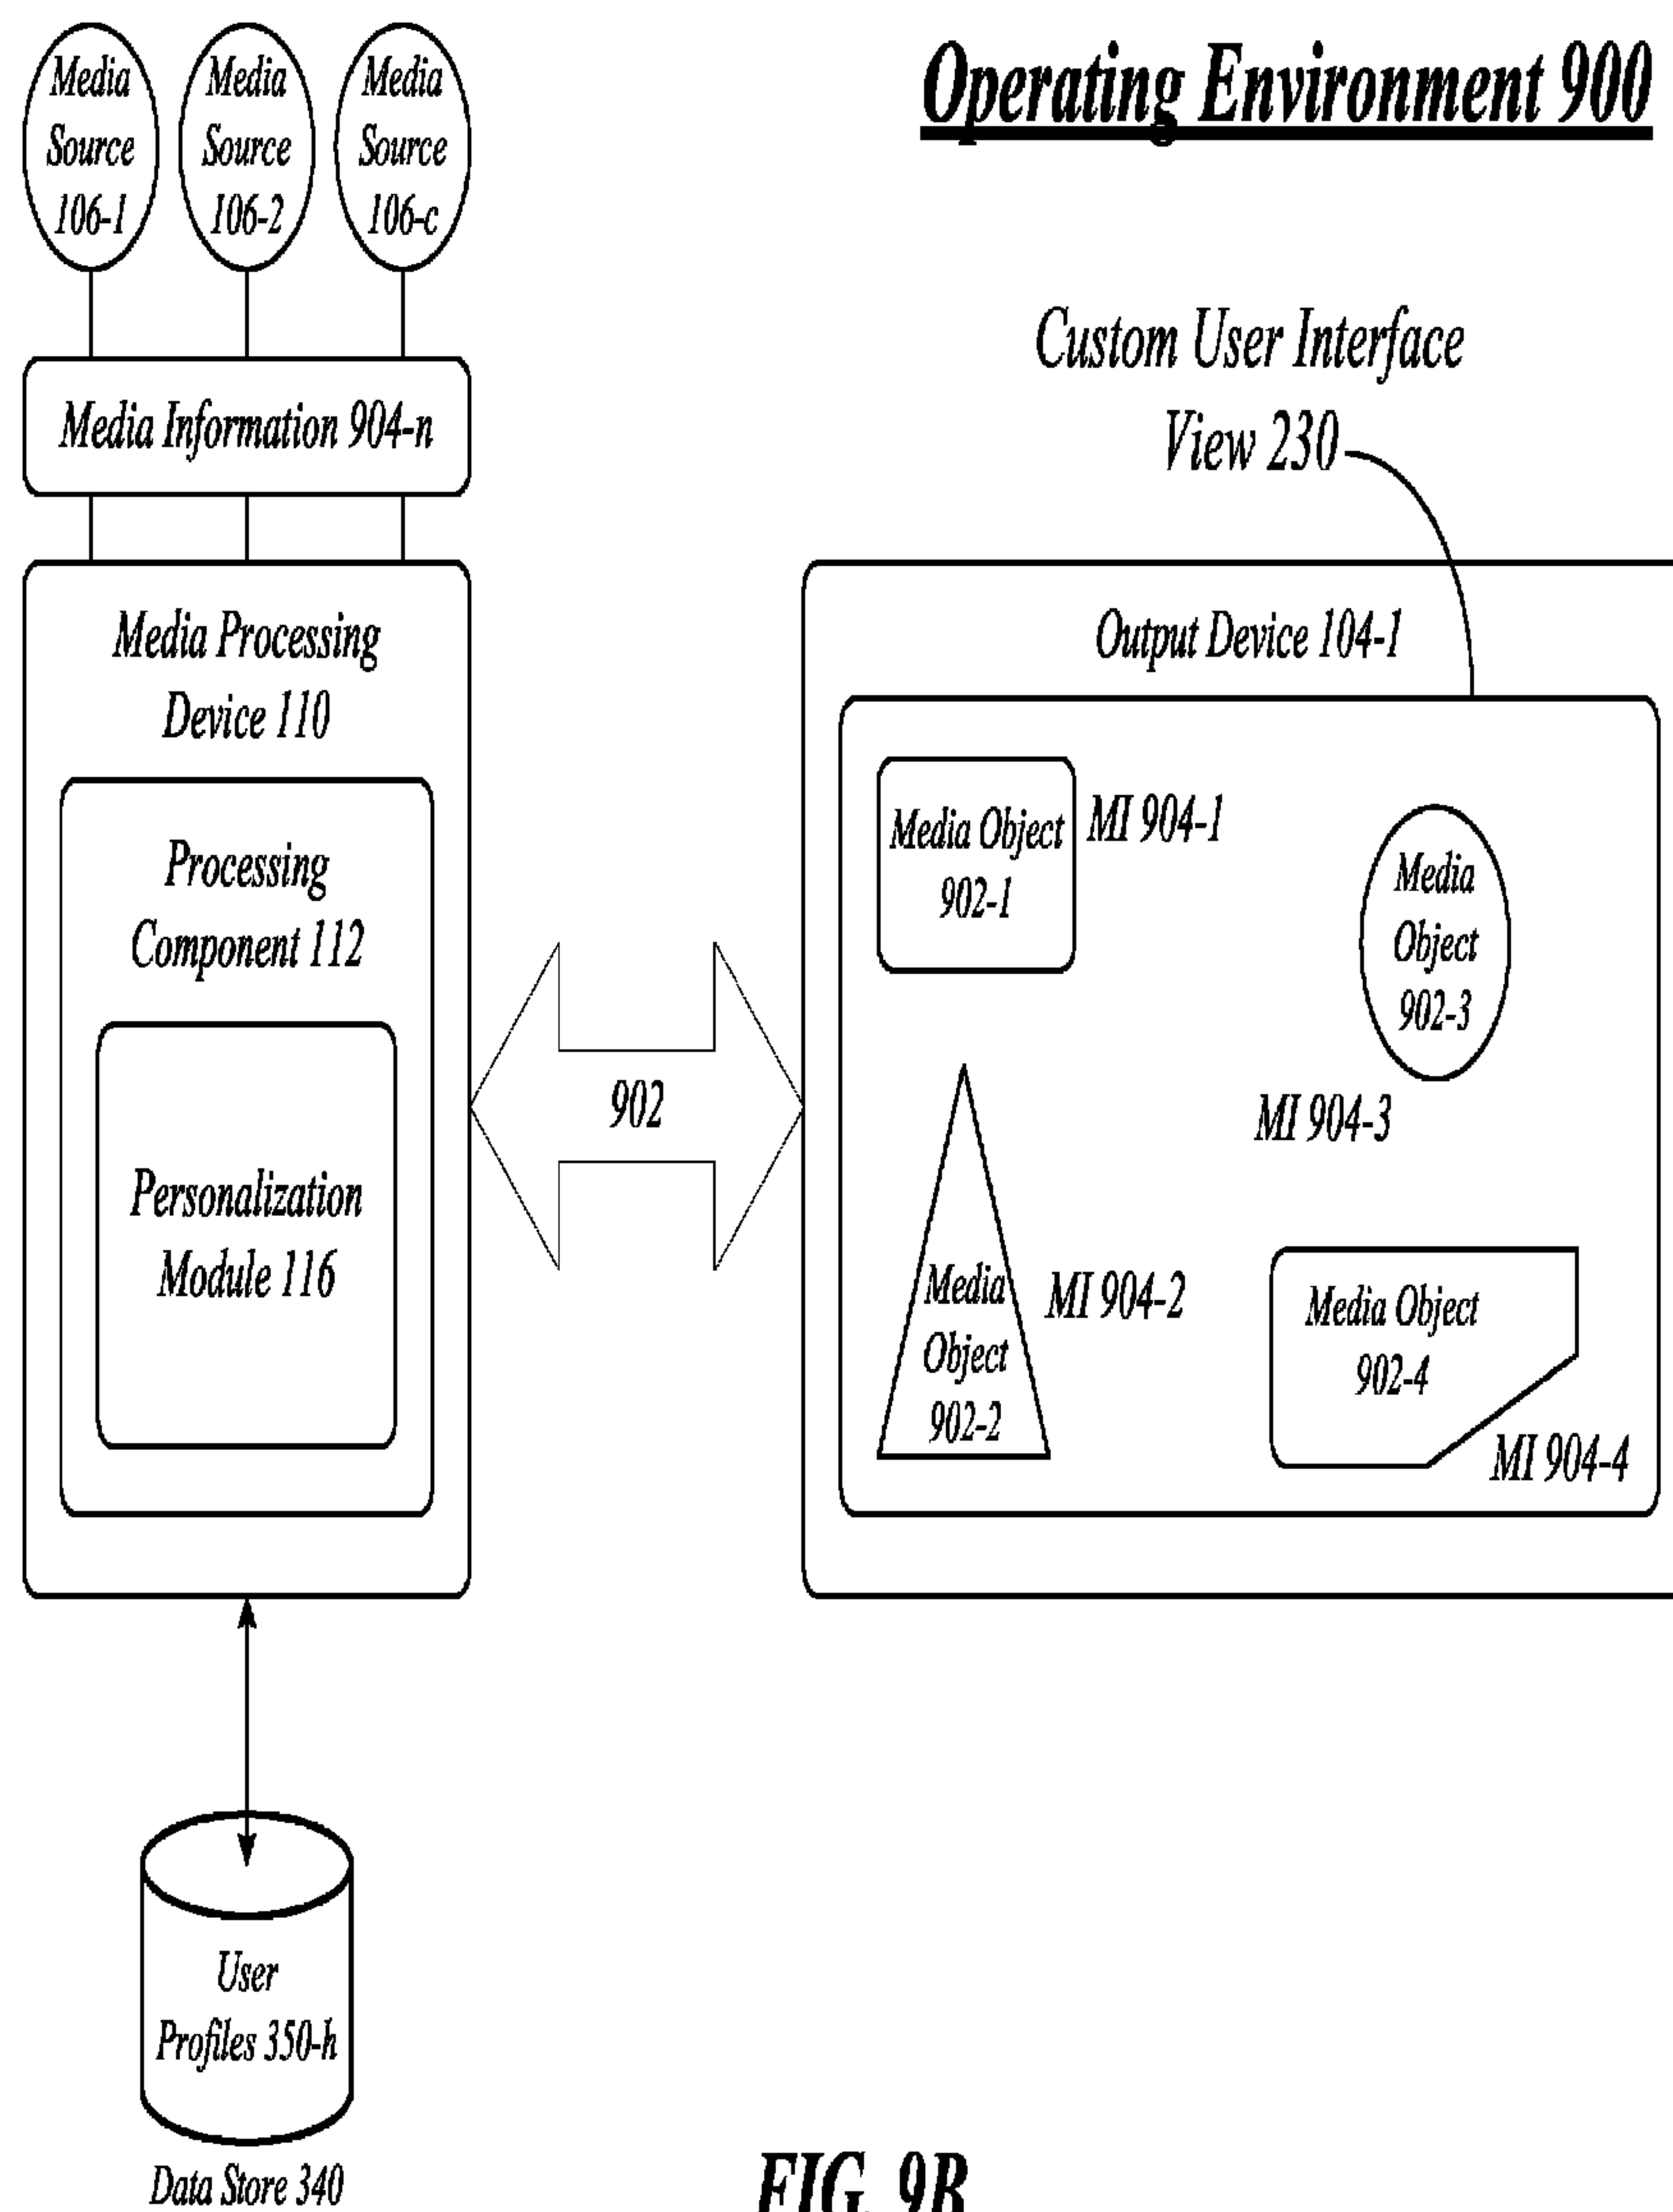 Operating Environment 900
Media
Source
106-1
Media
Source
106-2
Media
Source
106-c
Media Information 904-n
Custom User Interface
View 230
Media Processing
Device 110
Processing
Component 112
Personalization
Module 116
902
Output Device 104-1
Media Object
902-1
MI 904-1
Media
Object
902-3
MI 904-3
Media
Object
902-2
MI 904-2
Media Object
902-4
MI 904-4
User
Profiles 350-h
Data Store 340
FIG. 9B